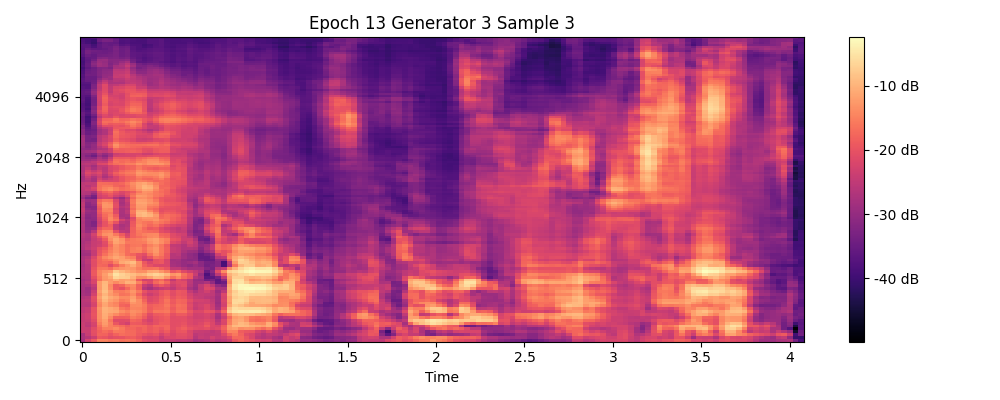 Epoch 13 Generator 3 Sample 3
Hz
4096
2048
1024
512
0
0 0.5 1 1.5 2 2.5 3 3.5 4
Time
-10 dB
-20 dB
-30 dB
-40 dB